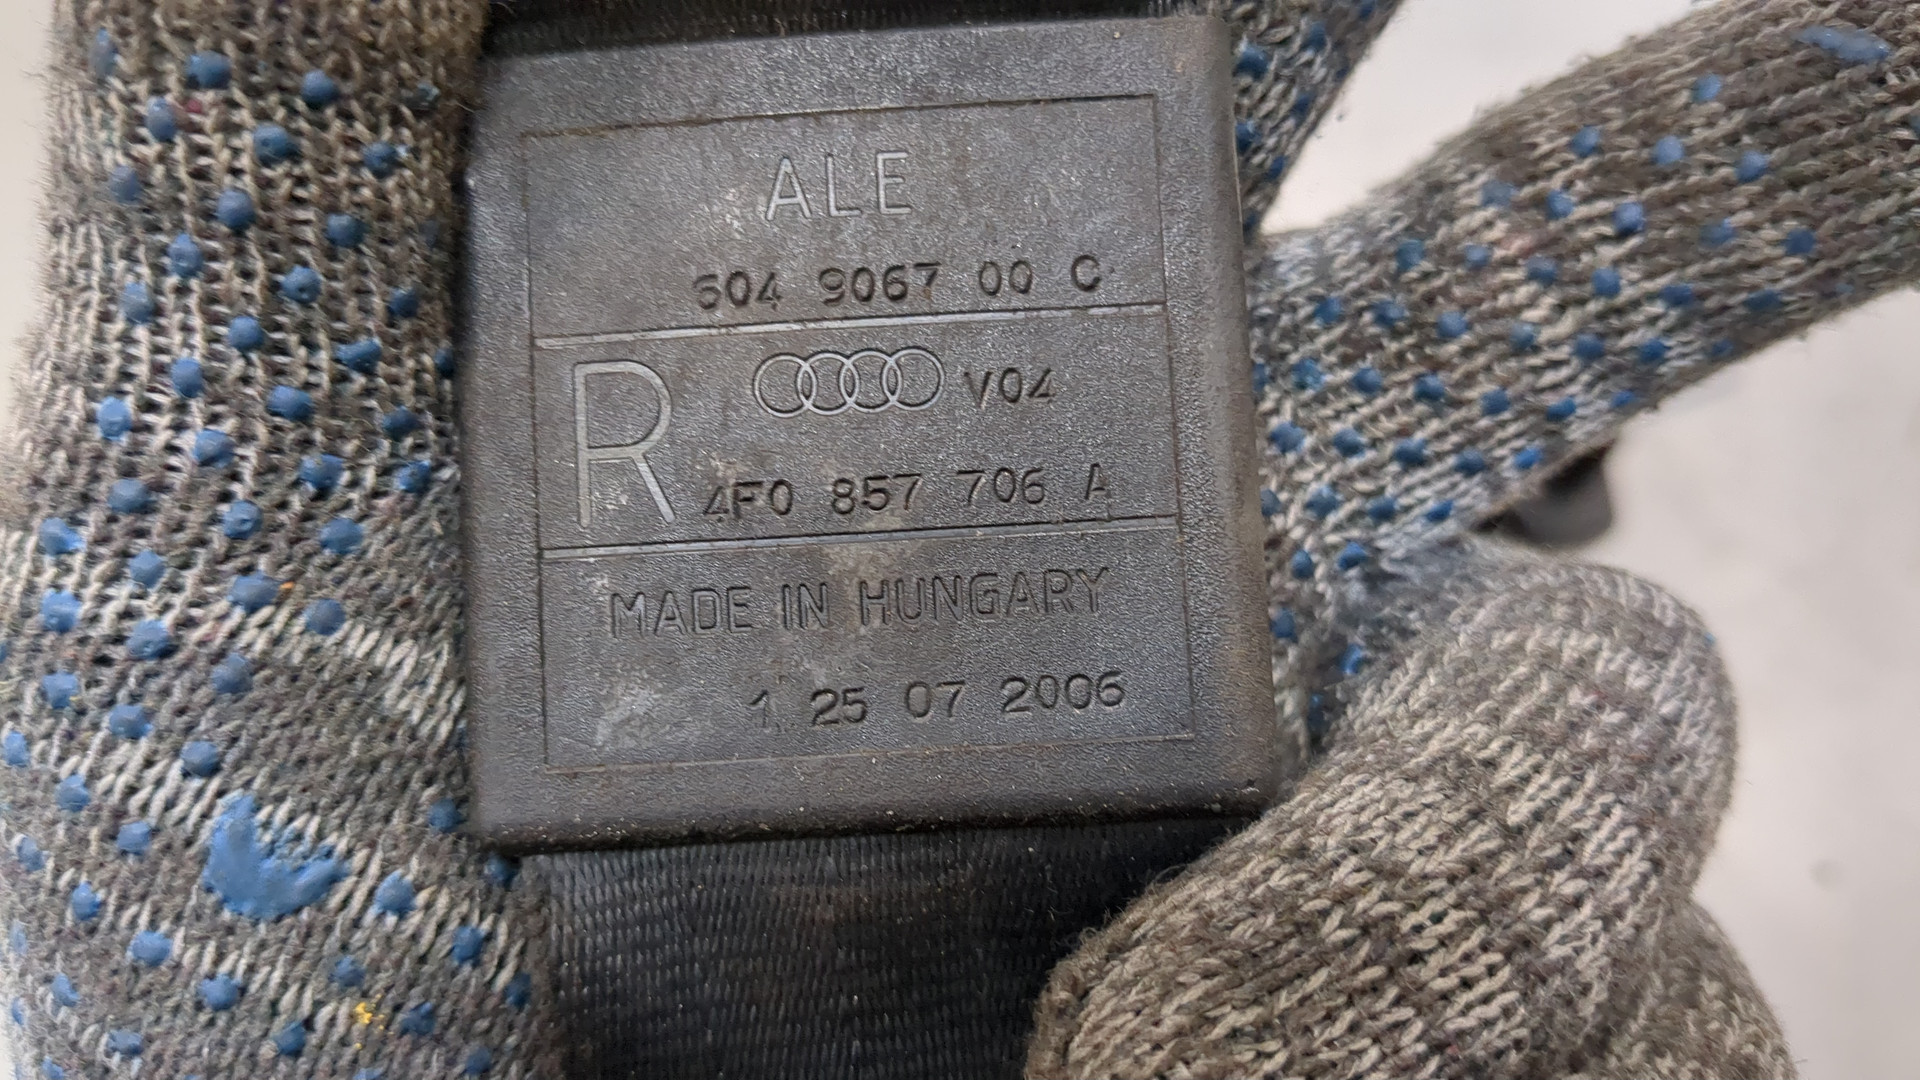 ALE
604 9067 00 C
R
V04
4F0 857 706 A
MADE IN HUNGARY
1 25 07 2006